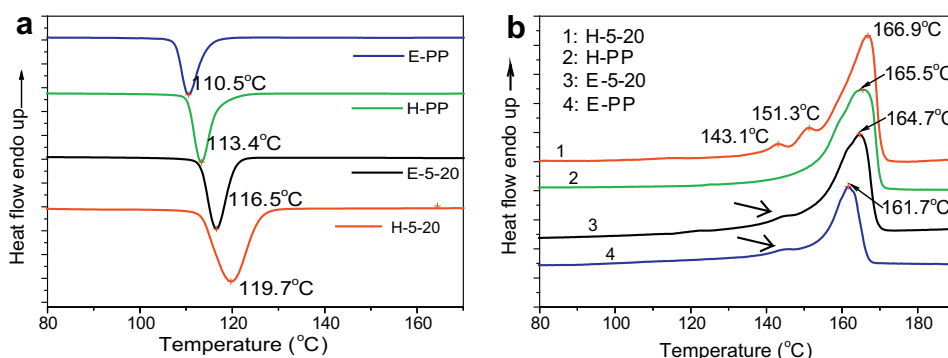 a
Heat flow endo up
E-PP
110.5°C
H-PP
113.4°C
E-5-20
116.5°C
H-5-20
119.7°C
80 100 120 140 160
Temperature (°C)
b
Heat flow endo up
1: H-5-20
2: H-PP
3: E-5-20
4: E-PP
166.9°C
165.5°C
151.3°C
164.7°C
143.1°C
1
2
161.7°C
3
4
80 100 120 140 160 180
Temperature (°C)